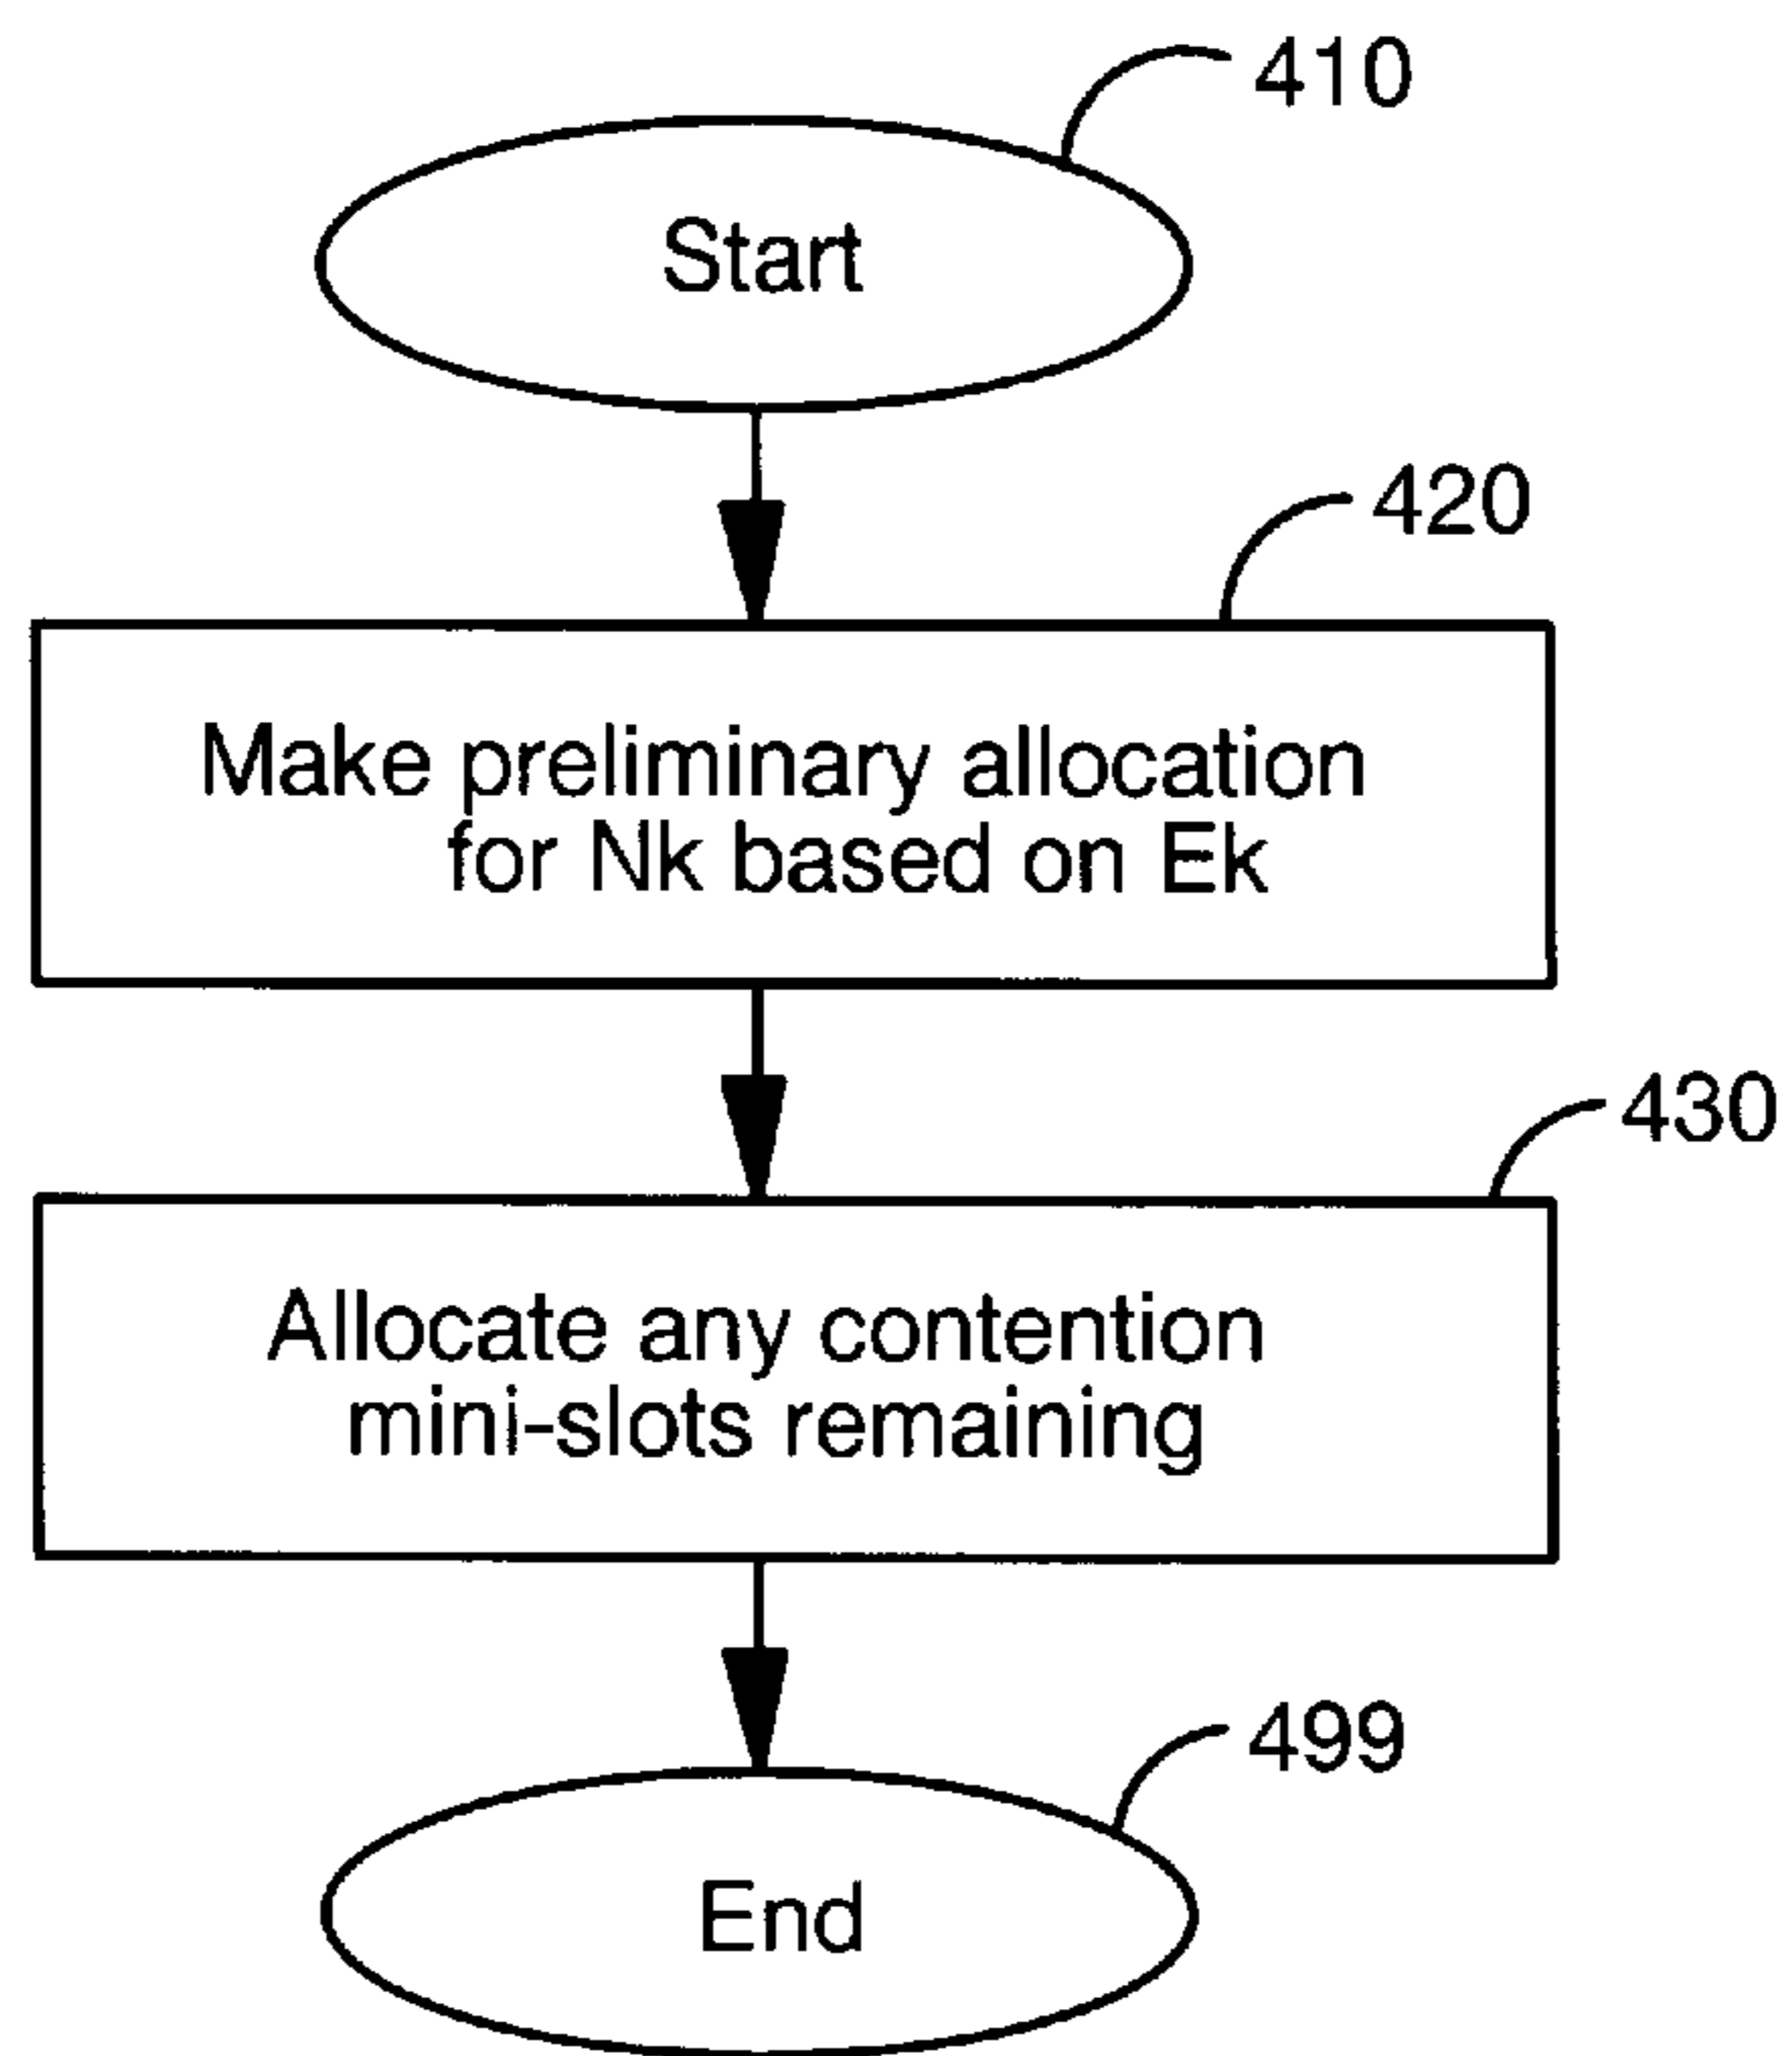 410
Start
420
Make preliminary allocation
for Nk based on Ek
430
Allocate any contention
mini-slots remaining
499
End